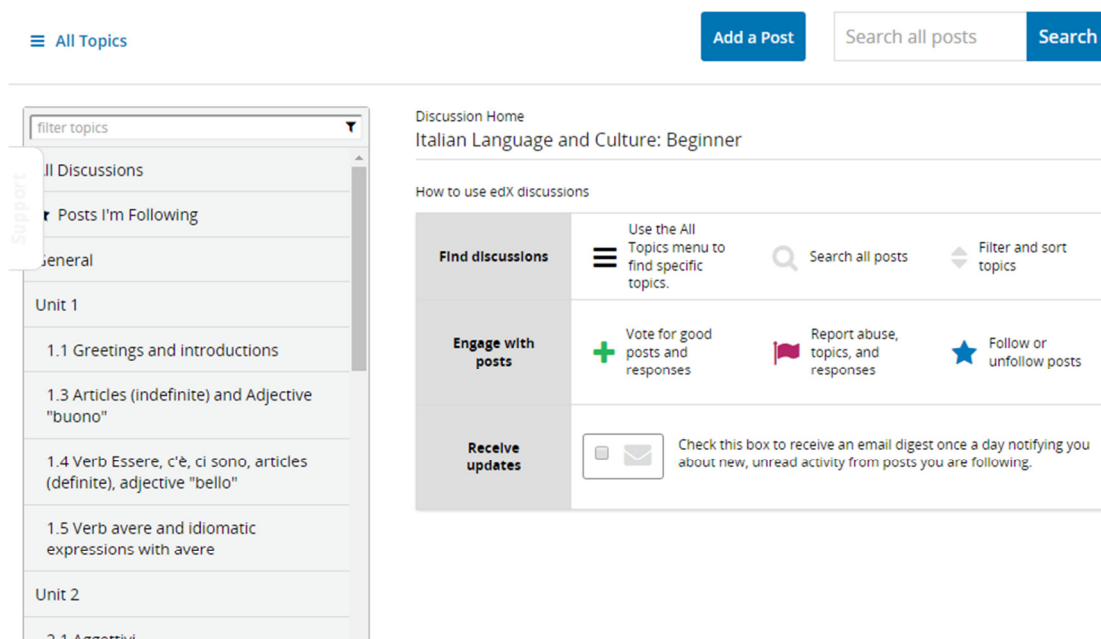 All Topics
Add a Post
Search all posts
Search
filter topics
Support
All Discussions
Posts I'm Following
General
Unit 1
1.1 Greetings and introductions
1.3 Articles (indefinite) and Adjective
"buono"
1.4 Verb Essere, c'è, ci sono, articles
(definite), adjective "bello"
1.5 Verb avere and idiomatic
expressions with avere
Unit 2
2.1 Aggettivi
Discussion Home
Italian Language and Culture: Beginner
How to use edX discussions
Find discussions
Use the All
Topics menu to
find specific
topics.
Search all posts
Filter and sort
topics
Engage with
posts
Vote for good
posts and
responses
Report abuse,
topics, and
responses
Follow or
unfollow posts
Receive
updates
Check this box to receive an email digest once a day notifying you
about new, unread activity from posts you are following.